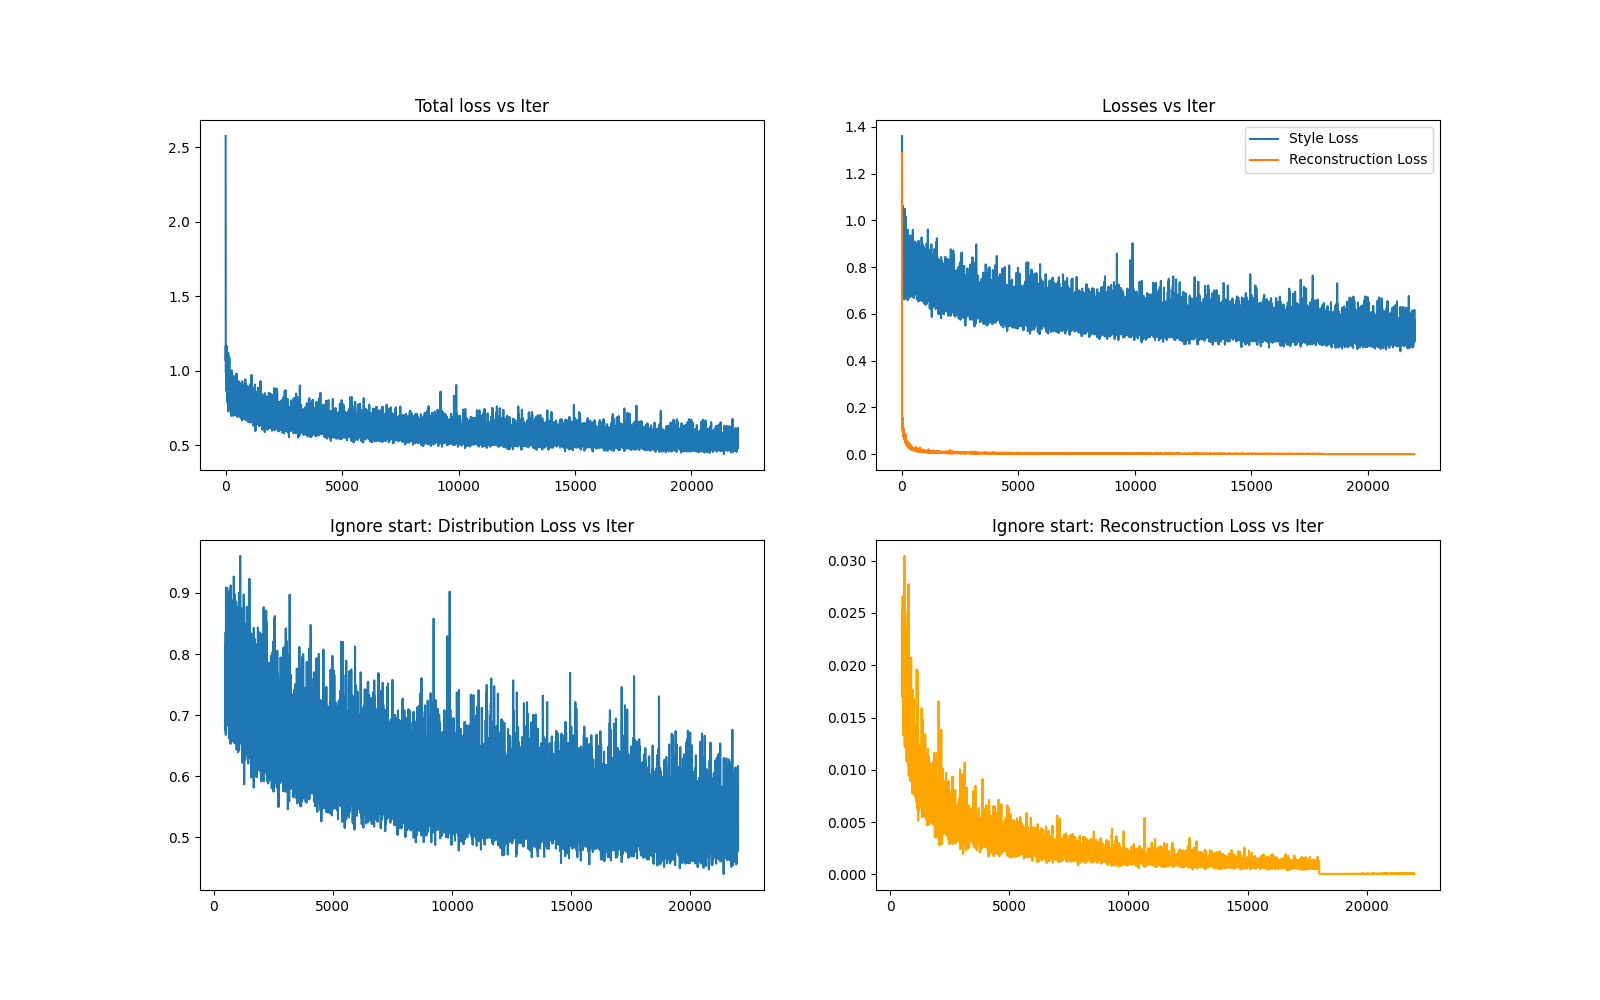 Total loss vs Iter
2.5
2.0
1.5
1.0
0.5
0 5000 10000 15000 20000
Losses vs Iter
1.4
1.2
1.0
0.8
0.6
0.4
0.2
0.0
Style Loss
Reconstruction Loss
0 5000 10000 15000 20000
Ignore start: Distribution Loss vs Iter
0.9
0.8
0.7
0.6
0.5
0 5000 10000 15000 20000
Ignore start: Reconstruction Loss vs Iter
0.030
0.025
0.020
0.015
0.010
0.005
0.000
0 5000 10000 15000 20000